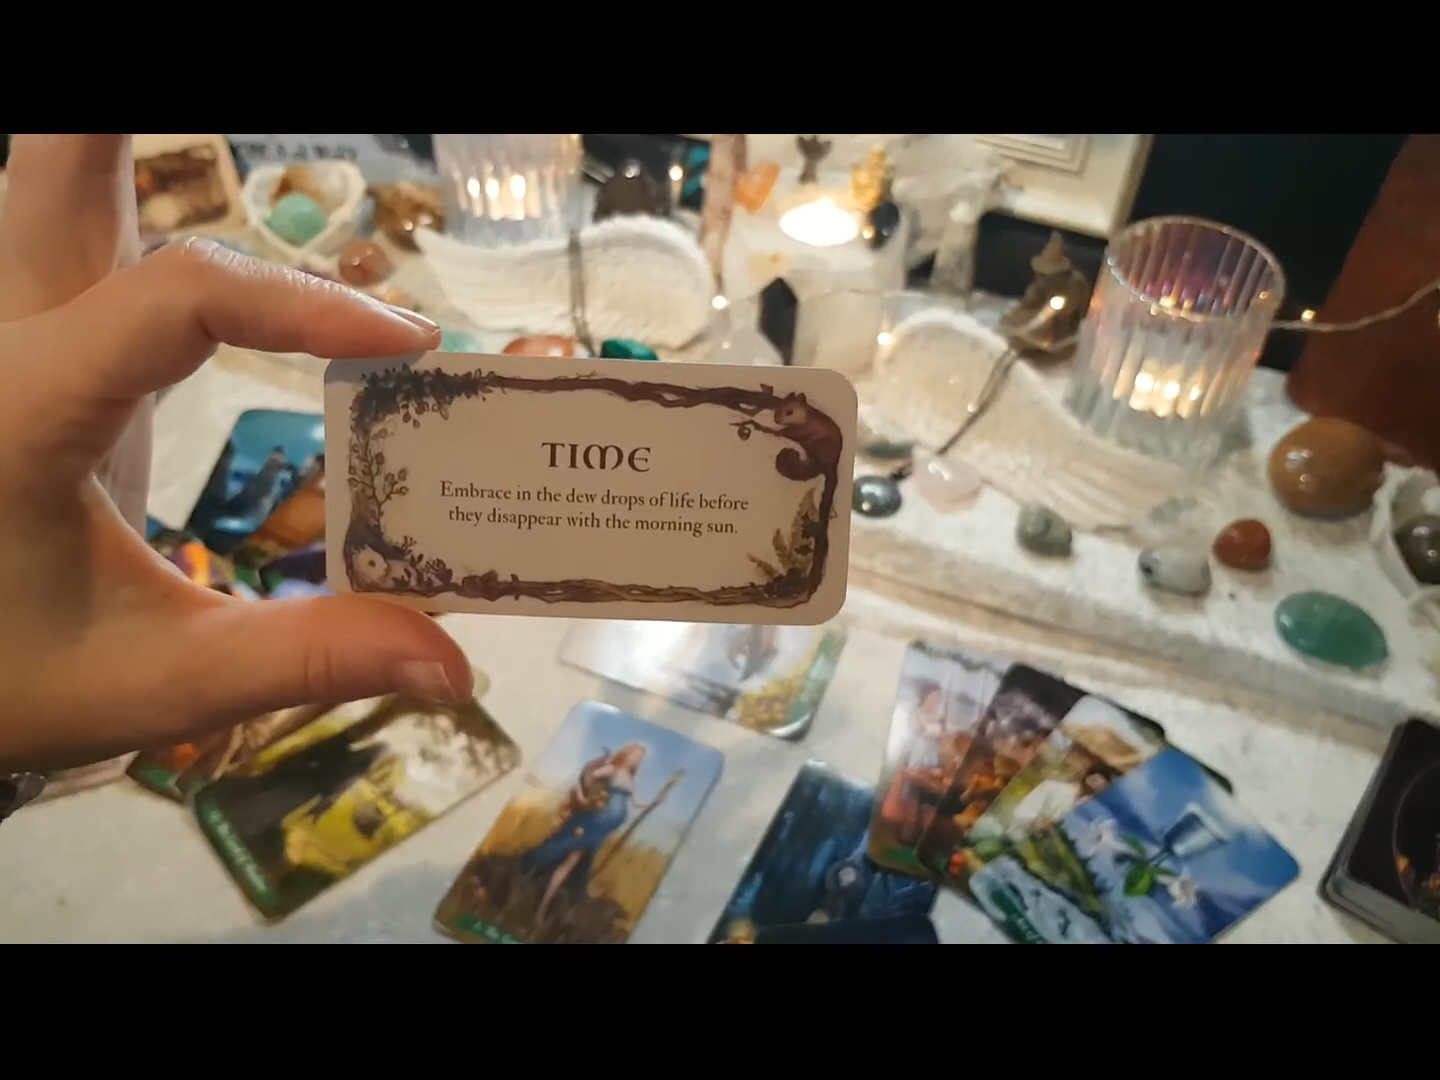 TIME
Embrace in the dew drops of life before
they disappear with the morning sun.